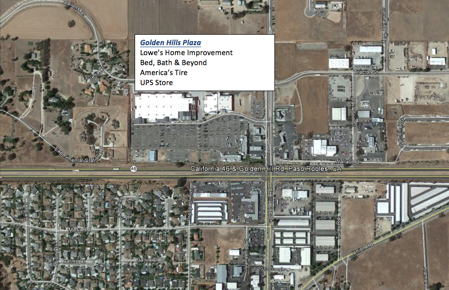 Golden Hills Plaza
Lowe's Home Improvement
Bed, Bath & Beyond
America's Tire
UPS Store
46
California 46 & Golden Hill Rd, Paso Robles, CA